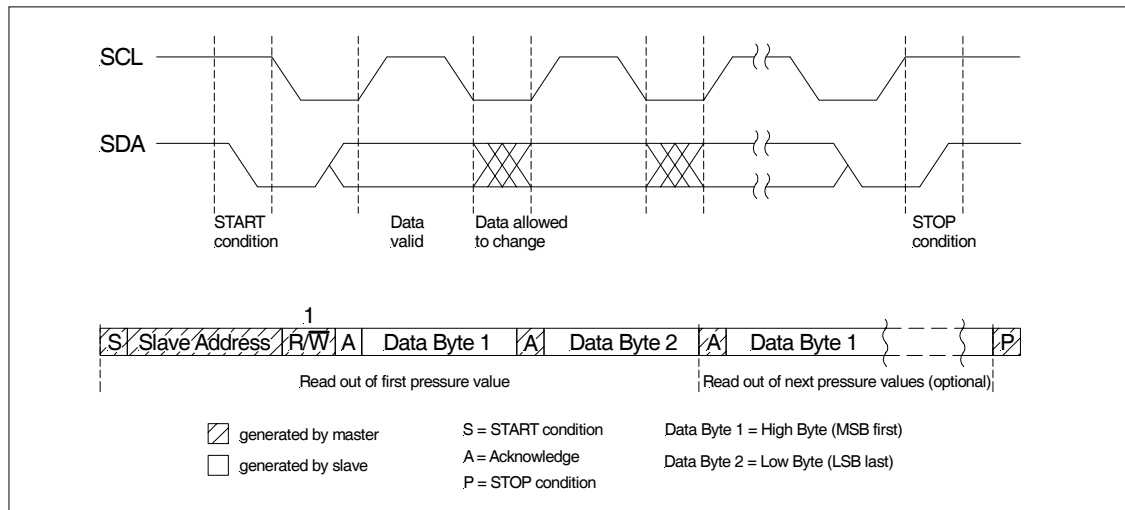 SCL
SDA
START
condition
Data
valid
Data allowed
to change
STOP
condition
1
S Slave Address R/W̅ A Data Byte 1 A Data Byte 2 A Data Byte 1 P
Read out of first pressure value Read out of next pressure values (optional)
generated by master
generated by slave
S = START condition
A = Acknowledge
P = STOP condition
Data Byte 1 = High Byte (MSB first)
Data Byte 2 = Low Byte (LSB last)